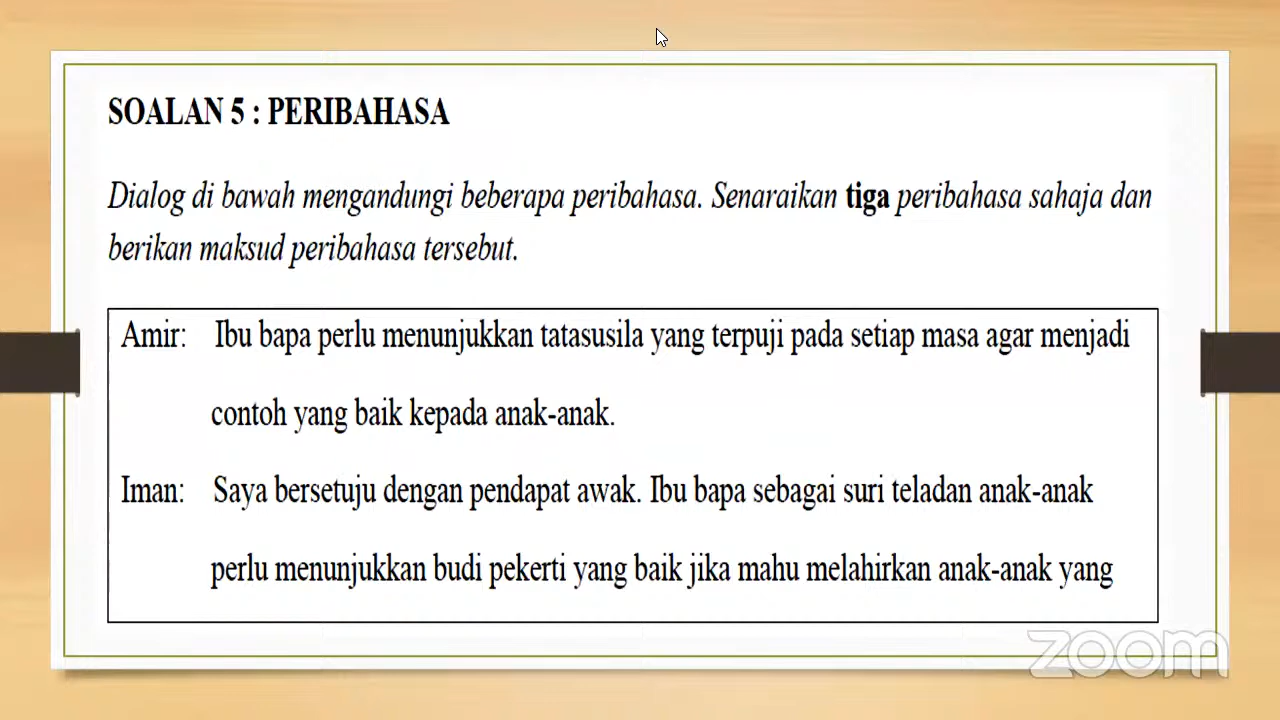 SOALAN 5 : PERIBAHASA
Dialog di bawah mengandungi beberapa peribahasa. Senaraikan tiga peribahasa sahaja dan
berikan maksud peribahasa tersebut.
Amir: Ibu bapa perlu menunjukkan tatasusila yang terpuji pada setiap masa agar menjadi
contoh yang baik kepada anak-anak.
Iman: Saya bersetuju dengan pendapat awak. Ibu bapa sebagai suri teladan anak-anak
perlu menunjukkan budi pekerti yang baik jika mahu melahirkan anak-anak yang
zoom